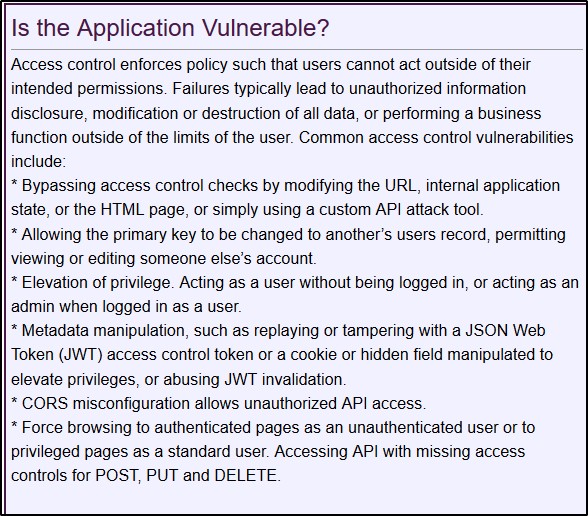 Is the Application Vulnerable?
Access control enforces policy such that users cannot act outside of their
intended permissions. Failures typically lead to unauthorized information
disclosure, modification or destruction of all data, or performing a business
function outside of the limits of the user. Common access control vulnerabilities
include:
* Bypassing access control checks by modifying the URL, internal application
state, or the HTML page, or simply using a custom API attack tool.
* Allowing the primary key to be changed to another’s users record, permitting
viewing or editing someone else’s account.
* Elevation of privilege. Acting as a user without being logged in, or acting as an
admin when logged in as a user.
* Metadata manipulation, such as replaying or tampering with a JSON Web
Token (JWT) access control token or a cookie or hidden field manipulated to
elevate privileges, or abusing JWT invalidation.
* CORS misconfiguration allows unauthorized API access.
* Force browsing to authenticated pages as an unauthenticated user or to
privileged pages as a standard user. Accessing API with missing access
controls for POST, PUT and DELETE.